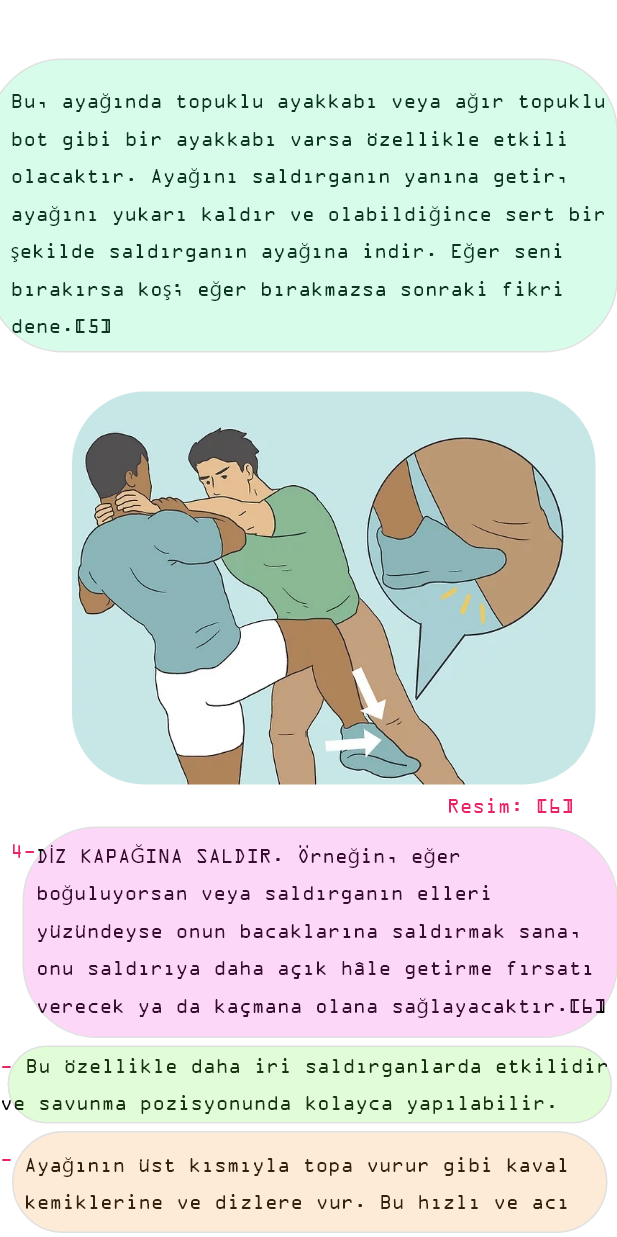 Bu, ayağında topuklu ayakkabı veya ağır topuklu
bot gibi bir ayakkabı varsa özellikle etkili
olacaktır. Ayağını saldırganın yanına getir,
ayağını yukarı kaldır ve olabildiğince sert bir
şekilde saldırganın ayağına indir. Eğer seni
bırakırsa koş; eğer bırakmazsa sonraki fikri
dene.[5]
Resim: [6]
4-DİZ KAPAĞINA SALDIR. Örneğin, eğer
boğuluyorsan veya saldırganın elleri
yüzündeyse onun bacaklarına saldırmak sana,
onu saldırıya daha açık hâle getirme fırsatı
verecek ya da kaçmana olana sağlayacaktır.[6]
- Bu özellikle daha iri saldırganlarda etkilidir
ve savunma pozisyonunda kolayca yapılabilir.
- Ayağının üst kısmıyla topa vurur gibi kaval
kemiklerine ve dizlere vur. Bu hızlı ve acı